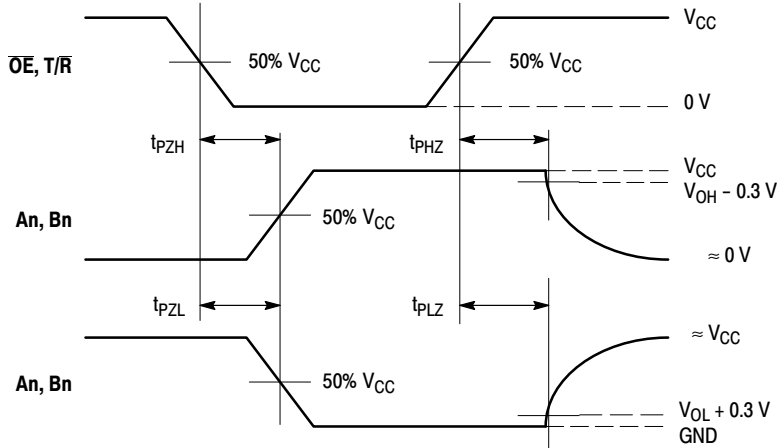 V_CC
O̅E̅, T/R̅
50% V_CC
50% V_CC
0 V
t_PZH
t_PHZ
V_CC
V_OH – 0.3 V
An, Bn
50% V_CC
≈ 0 V
t_PZL
t_PLZ
≈ V_CC
An, Bn
50% V_CC
V_OL + 0.3 V
GND